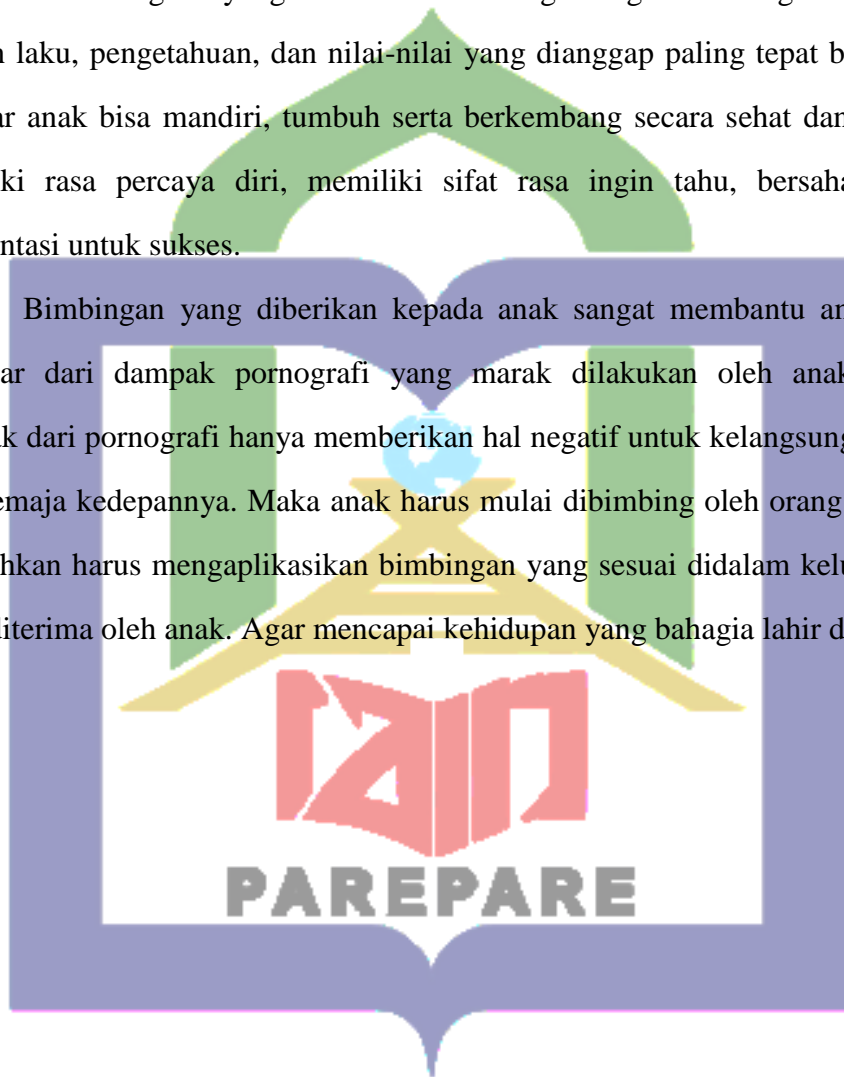 laku, pengetahuan, dan nilai-nilai yang dianggap paling tepat b
ar anak bisa mandiri, tumbuh serta berkembang secara sehat dan
ki rasa percaya diri, memiliki sifat rasa ingin tahu, bersaha
ntasi untuk sukses.
Bimbingan yang diberikan kepada anak sangat membantu an
ar dari dampak pornografi yang marak dilakukan oleh anak
k dari pornografi hanya memberikan hal negatif untuk kelangsung
emaja kedepannya. Maka anak harus mulai dibimbing oleh orang
hkan harus mengaplikasikan bimbingan yang sesuai didalam kelu
diterima oleh anak. Agar mencapai kehidupan yang bahagia lahir d
iain
PAREPARE